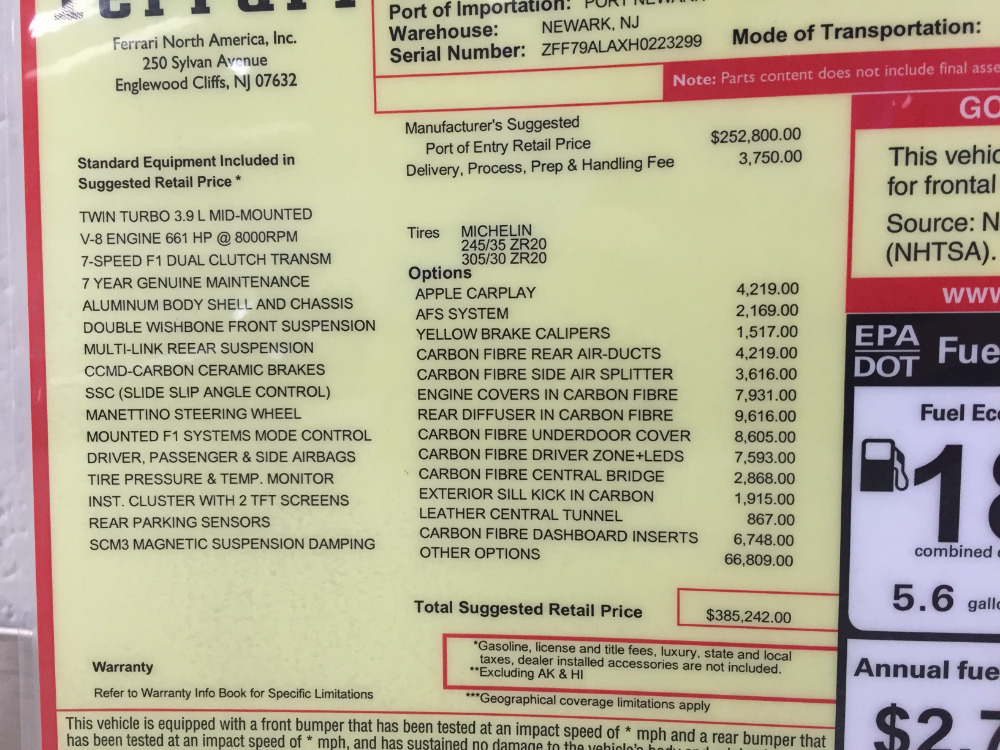 Ferrari
Ferrari North America, Inc.
250 Sylvan Avenue
Englewood Cliffs, NJ 07632
Port of Importation:
Warehouse: NEWARK, NJ
Serial Number: ZFF79ALAXH0223299
Mode of Transportation:
Note: Parts content does not include final asse
Manufacturer's Suggested
Port of Entry Retail Price $252,800.00
Delivery, Process, Prep & Handling Fee 3,750.00
Standard Equipment Included in
Suggested Retail Price *
TWIN TURBO 3.9 L MID-MOUNTED
V-8 ENGINE 661 HP @ 8000RPM
7-SPEED F1 DUAL CLUTCH TRANSM
7 YEAR GENUINE MAINTENANCE
ALUMINUM BODY SHELL AND CHASSIS
DOUBLE WISHBONE FRONT SUSPENSION
MULTI-LINK REEAR SUSPENSION
CCMD-CARBON CERAMIC BRAKES
SSC (SLIDE SLIP ANGLE CONTROL)
MANETTINO STEERING WHEEL
MOUNTED F1 SYSTEMS MODE CONTROL
DRIVER, PASSENGER & SIDE AIRBAGS
TIRE PRESSURE & TEMP. MONITOR
INST. CLUSTER WITH 2 TFT SCREENS
REAR PARKING SENSORS
SCM3 MAGNETIC SUSPENSION DAMPING
Tires MICHELIN
245/35 ZR20
305/30 ZR20
Options
APPLE CARPLAY 4,219.00
AFS SYSTEM 2,169.00
YELLOW BRAKE CALIPERS 1,517.00
CARBON FIBRE REAR AIR-DUCTS 4,219.00
CARBON FIBRE SIDE AIR SPLITTER 3,616.00
ENGINE COVERS IN CARBON FIBRE 7,931.00
REAR DIFFUSER IN CARBON FIBRE 9,616.00
CARBON FIBRE UNDERDOOR COVER 8,605.00
CARBON FIBRE DRIVER ZONE+LEDS 7,593.00
CARBON FIBRE CENTRAL BRIDGE 2,868.00
EXTERIOR SILL KICK IN CARBON 1,915.00
LEATHER CENTRAL TUNNEL 867.00
CARBON FIBRE DASHBOARD INSERTS 6,748.00
OTHER OPTIONS 66,809.00
Total Suggested Retail Price $385,242.00
*Gasoline, license and title fees, luxury, state and local
taxes, dealer installed accessories are not included.
**Excluding AK & HI
***Geographical coverage limitations apply
Warranty
Refer to Warranty Info Book for Specific Limitations
This vehicle is equipped with a front bumper that has been tested at an impact speed of * mph and a rear bumper that
has been tested at an impact speed of * mph, and has sustained no damage to the vehicle's body
GO
This vehic
for frontal
Source: N
(NHTSA).
www
EPA
DOT
Fue
Fuel Eco
18
combined
5.6 gallo
Annual fue
$2,7